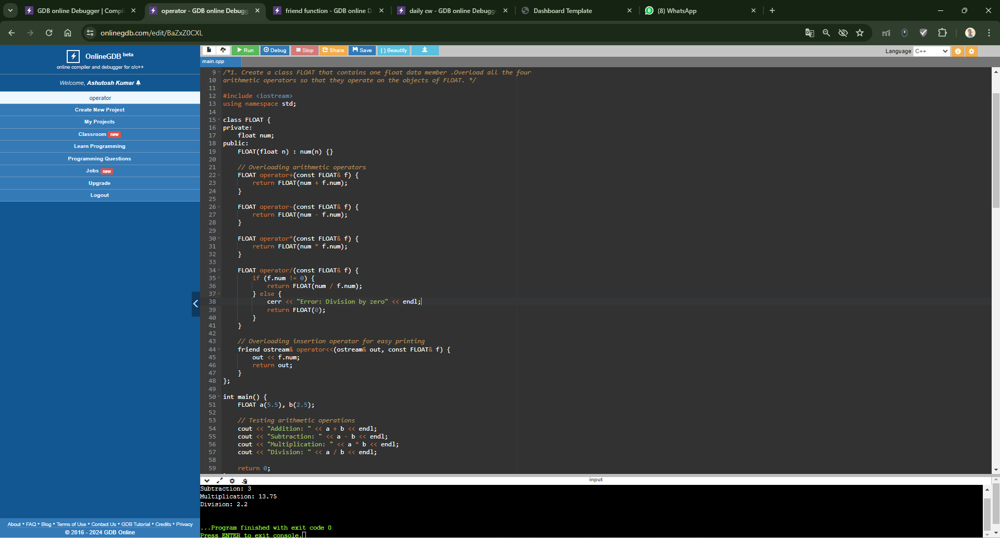 GDB online Debugger | Compil
operator - GDB online Debugg
friend function - GDB online D
daily cw - GDB online Debugge
Dashboard Template
8 (8) WhatsApp
onlinegdb.com/edit/BaZxZ0CXL
OnlineGDB beta
online compiler and debugger for c/c++
Welcome, Ashutosh Kumar
operator
Create New Project
My Projects
Classroom new
Learn Programming
Programming Questions
Jobs new
Upgrade
Logout
About • FAQ • Blog • Terms of Use • Contact Us • GDB Tutorial • Credits • Privacy
© 2016 - 2024 GDB Online
Run Debug Stop Share Save { } Beautify
Language C++
main.cpp
9 /*1. Create a class FLOAT that contains one float data member .Overload all the four
10 arithmetic operators so that they operate on the objects of FLOAT. */
11
12 #include <iostream>
13 using namespace std;
14
15 class FLOAT {
16 private:
17 float num;
18 public:
19 FLOAT(float n) : num(n) {}
20
21 // Overloading arithmetic operators
22 FLOAT operator+(const FLOAT& f) {
23 return FLOAT(num + f.num);
24 }
25
26 FLOAT operator-(const FLOAT& f) {
27 return FLOAT(num - f.num);
28 }
29
30 FLOAT operator*(const FLOAT& f) {
31 return FLOAT(num * f.num);
32 }
33
34 FLOAT operator/(const FLOAT& f) {
35 if (f.num != 0) {
36 return FLOAT(num / f.num);
37 } else {
38 cerr << "Error: Division by zero" << endl;
39 return FLOAT(0);
40 }
41 }
42
43 // Overloading insertion operator for easy printing
44 friend ostream& operator<<(ostream& out, const FLOAT& f) {
45 out << f.num;
46 return out;
47 }
48 };
49
50 int main() {
51 FLOAT a(5.5), b(2.5);
52
53 // Testing arithmetic operations
54 cout << "Addition: " << a + b << endl;
55 cout << "Subtraction: " << a - b << endl;
56 cout << "Multiplication: " << a * b << endl;
57 cout << "Division: " << a / b << endl;
58
59 return 0;
input
Subtraction: 3
Multiplication: 13.75
Division: 2.2
...Program finished with exit code 0
Press ENTER to exit console.